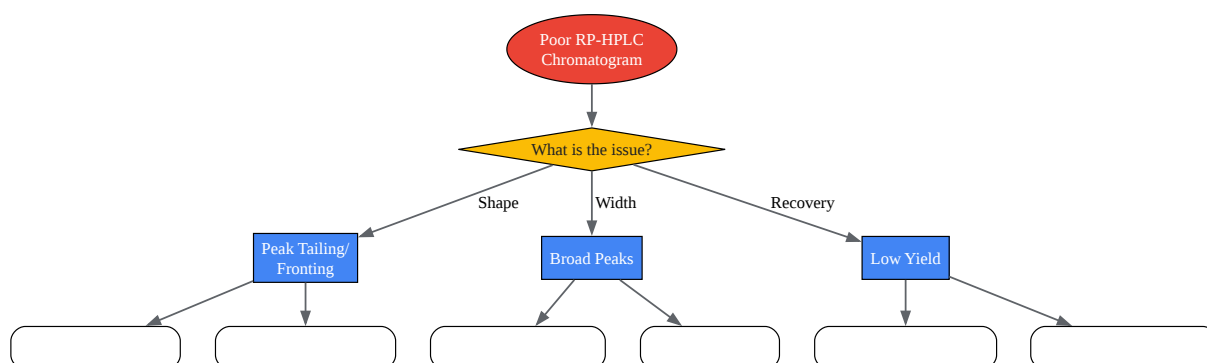 Poor RP-HPLC
Chromatogram
What is the issue?
Shape
Width
Recovery
Peak Tailing/
Fronting
Broad Peaks
Low Yield